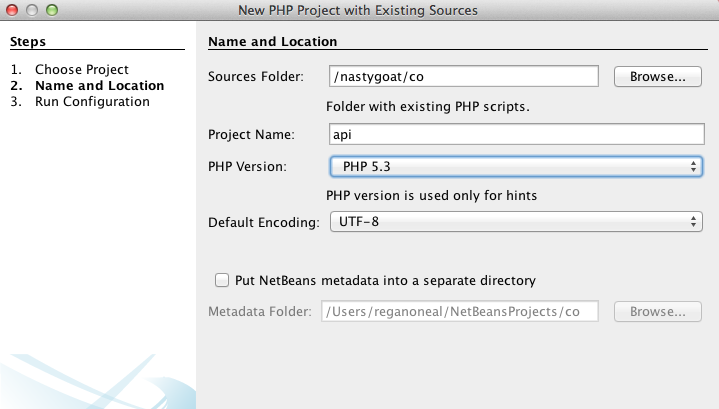 New PHP Project with Existing Sources
Steps
1. Choose Project
2. Name and Location
3. Run Configuration
Name and Location
Sources Folder: /nastygoat/co Browse...
Folder with existing PHP scripts.
Project Name: api
PHP Version: PHP 5.3
PHP version is used only for hints
Default Encoding: UTF-8
Put NetBeans metadata into a separate directory
Metadata Folder: /Users/reganoneal/NetBeansProjects/co Browse...